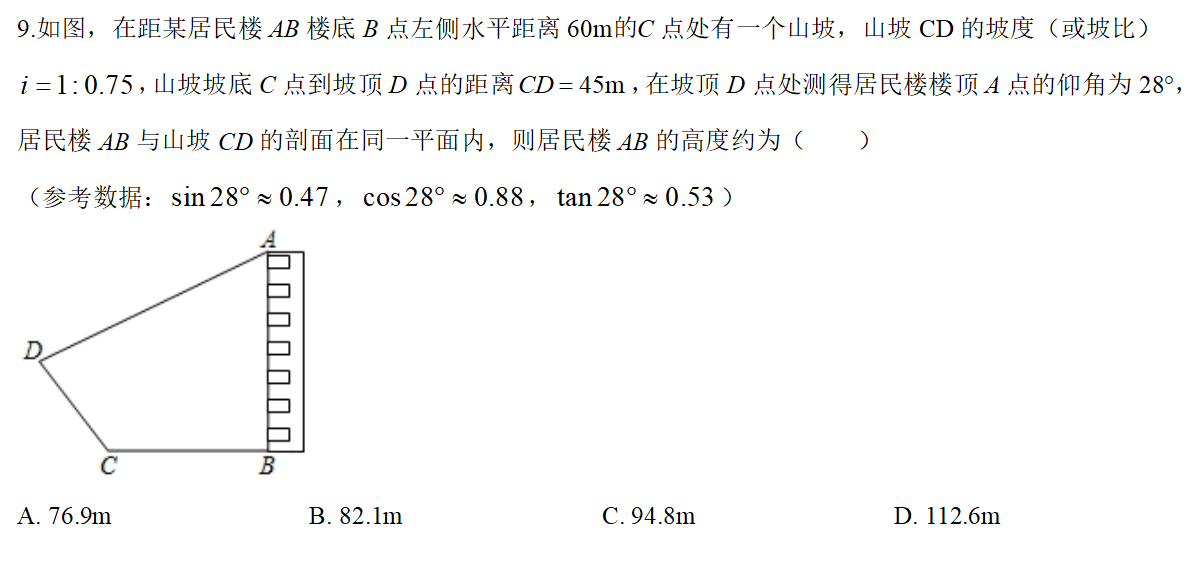 9.如图，在距某居民楼 AB 楼底 B 点左侧水平距离 60m的C 点处有一个山坡，山坡 CD 的坡度（或坡比）
i = 1 : 0.75，山坡坡底 C 点到坡顶 D 点的距离 CD = 45m，在坡顶 D 点处测得居民楼楼顶 A 点的仰角为 28°，
居民楼 AB 与山坡 CD 的剖面在同一平面内，则居民楼 AB 的高度约为（　　）
（参考数据：sin 28° ≈ 0.47，cos 28° ≈ 0.88，tan 28° ≈ 0.53）
A
D
C B
A. 76.9m B. 82.1m C. 94.8m D. 112.6m